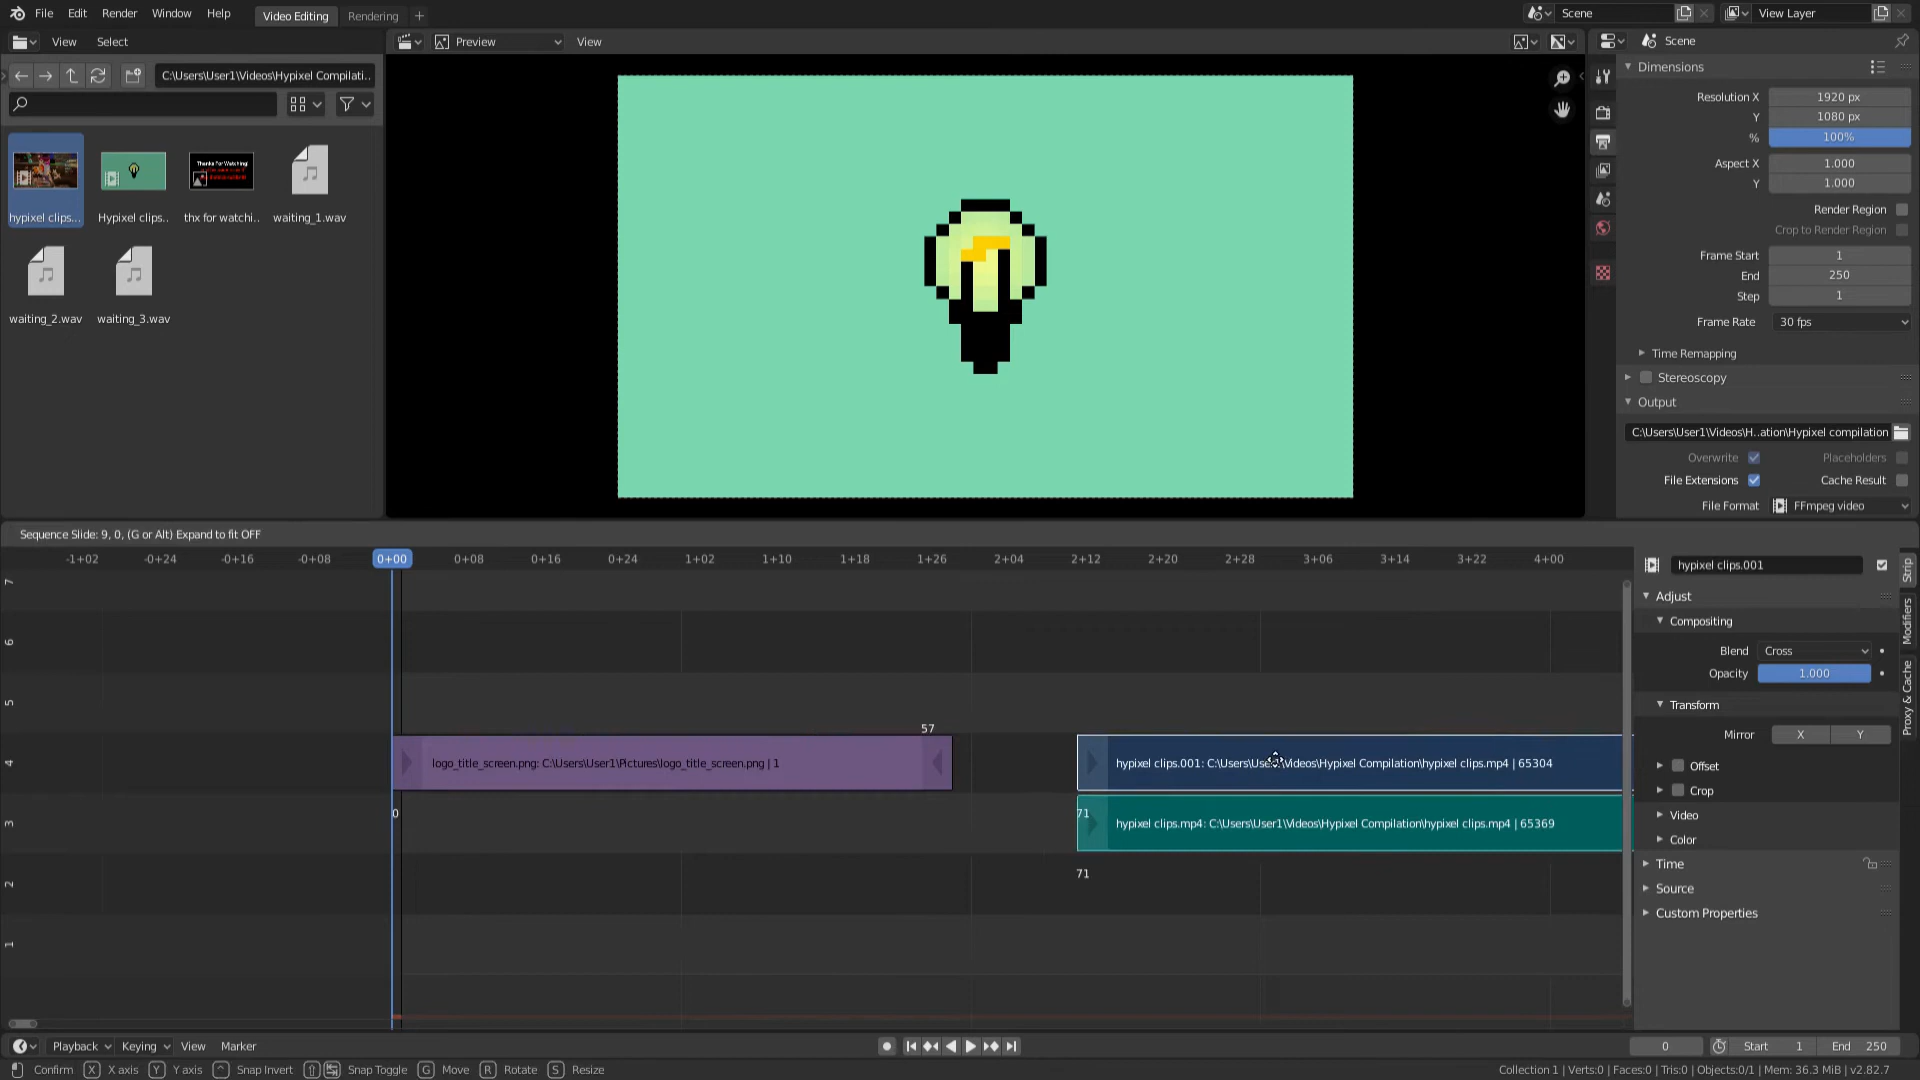 File Edit Render Window Help Video Editing Rendering + Scene View Layer
View Select Preview View Scene
C:\Users\User1\Videos\Hypixel Compilati..
hypixel clips... Hypixel clips.. thx for watchi.. waiting_1.wav
waiting_2.wav waiting_3.wav
Thanks For Watching!
Dimensions
Resolution X 1920 px
Y 1080 px
% 100%
Aspect X 1.000
Y 1.000
Render Region
Crop to Render Region
Frame Start 1
End 250
Step 1
Frame Rate 30 fps
Time Remapping
Stereoscopy
Output
C:\Users\User1\Videos\H..ation\Hypixel compilation
Overwrite Placeholders
File Extensions Cache Result
File Format FFmpeg video
Sequence Slide: 9, 0, (G or Alt) Expand to fit OFF
-1+02 -0+24 -0+16 -0+08 0+00 0+08 0+16 0+24 1+02 1+10 1+18 1+26 2+04 2+12 2+20 2+28 3+06 3+14 3+22 4+00
7
6
5
57
4 logo_title_screen.png: C:\Users\User1\Pictures\logo_title_screen.png | 1 hypixel clips.001: C:\Users\User1\Videos\Hypixel Compilation\hypixel clips.mp4 | 65304
0 71
3 hypixel clips.mp4: C:\Users\User1\Videos\Hypixel Compilation\hypixel clips.mp4 | 65369
71
2
1
hypixel clips.001
Strip
Modifiers
Proxy & Cache
Adjust
Compositing
Blend Cross
Opacity 1.000
Transform
Mirror X Y
Offset
Crop
Video
Color
Time
Source
Custom Properties
Playback Keying View Marker 0 Start 1 End 250
Confirm X X axis Y Y axis Snap Invert Snap Toggle G Move R Rotate S Resize Collection 1 | Verts:0 | Faces:0 | Tris:0 | Objects:0/1 | Mem: 36.3 MiB | v2.82.7